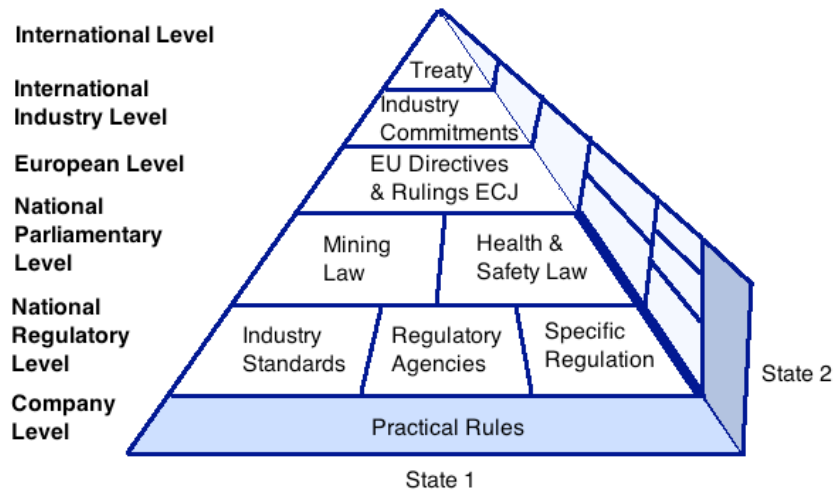 International Level
Treaty
International
Industry Level
Industry
Commitments
European Level
EU Directives
& Rulings ECJ
National
Parliamentary
Level
Mining
Law
Health &
Safety Law
National
Regulatory
Level
Industry
Standards
Regulatory
Agencies
Specific
Regulation
Company
Level
Practical Rules
State 1
State 2